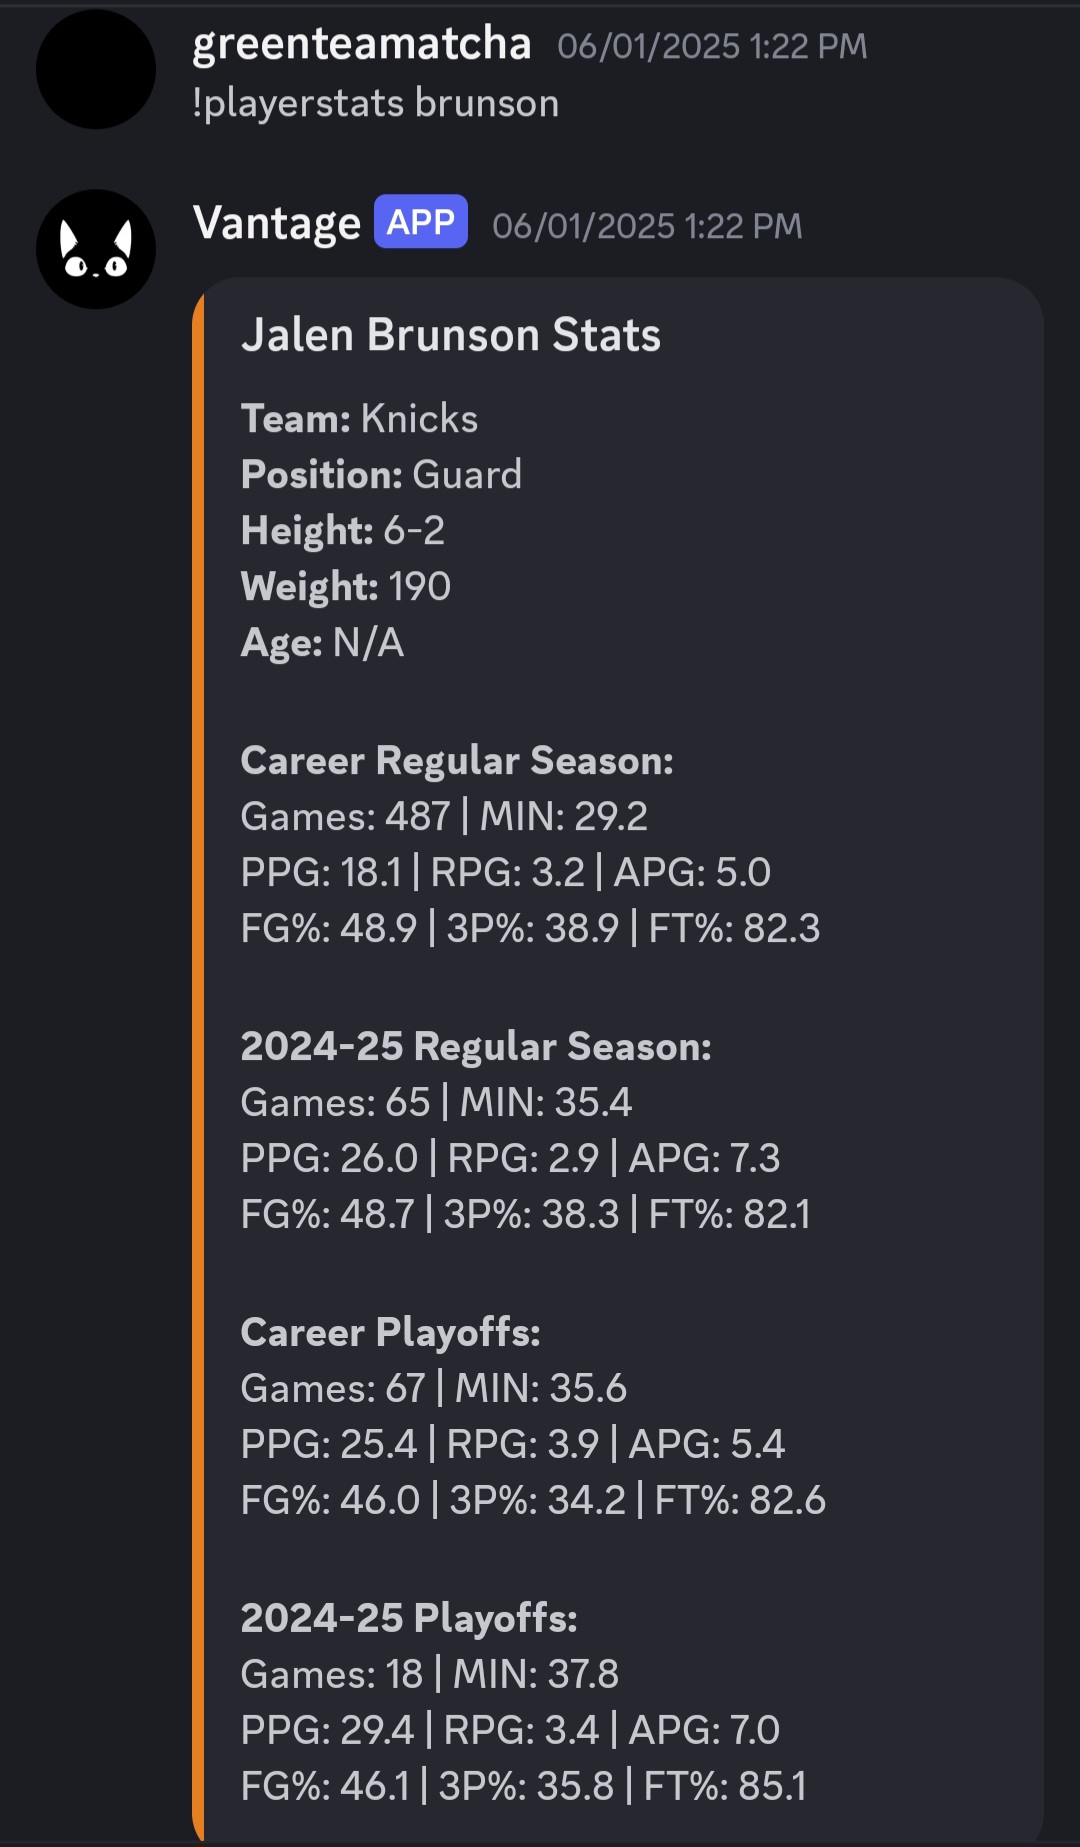 greenteamatcha 06/01/2025 1:22 PM
!playerstats brunson
Vantage APP 06/01/2025 1:22 PM
Jalen Brunson Stats
Team: Knicks
Position: Guard
Height: 6-2
Weight: 190
Age: N/A
Career Regular Season:
Games: 487 | MIN: 29.2
PPG: 18.1 | RPG: 3.2 | APG: 5.0
FG%: 48.9 | 3P%: 38.9 | FT%: 82.3
2024-25 Regular Season:
Games: 65 | MIN: 35.4
PPG: 26.0 | RPG: 2.9 | APG: 7.3
FG%: 48.7 | 3P%: 38.3 | FT%: 82.1
Career Playoffs:
Games: 67 | MIN: 35.6
PPG: 25.4 | RPG: 3.9 | APG: 5.4
FG%: 46.0 | 3P%: 34.2 | FT%: 82.6
2024-25 Playoffs:
Games: 18 | MIN: 37.8
PPG: 29.4 | RPG: 3.4 | APG: 7.0
FG%: 46.1 | 3P%: 35.8 | FT%: 85.1